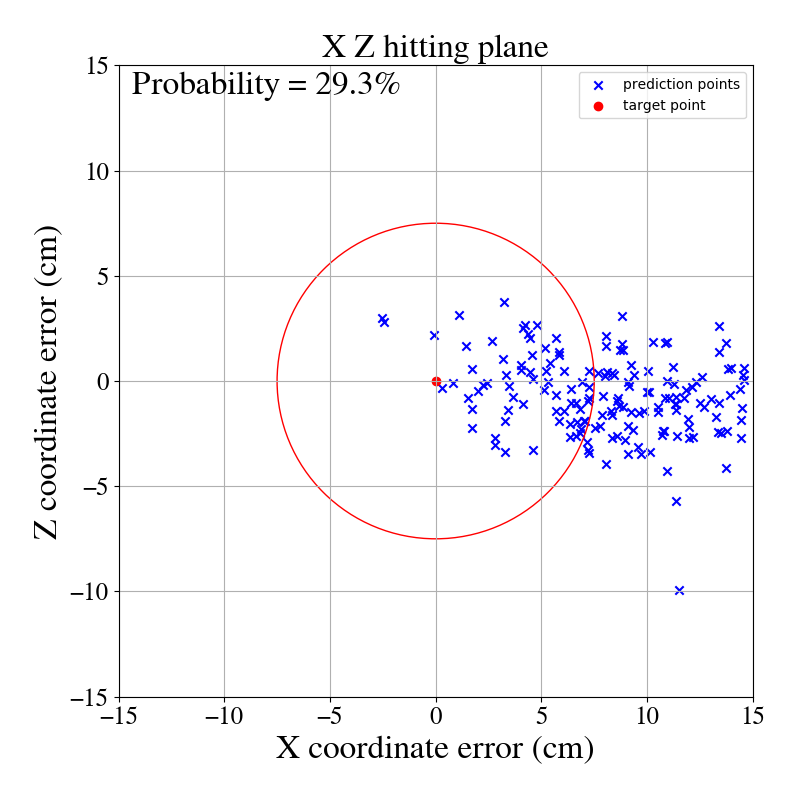 X Z hitting plane
Probability = 29.3%
prediction points
target point
15
10
5
0
−5
−10
−15
Z coordinate error (cm)
−15 −10 −5 0 5 10 15
X coordinate error (cm)